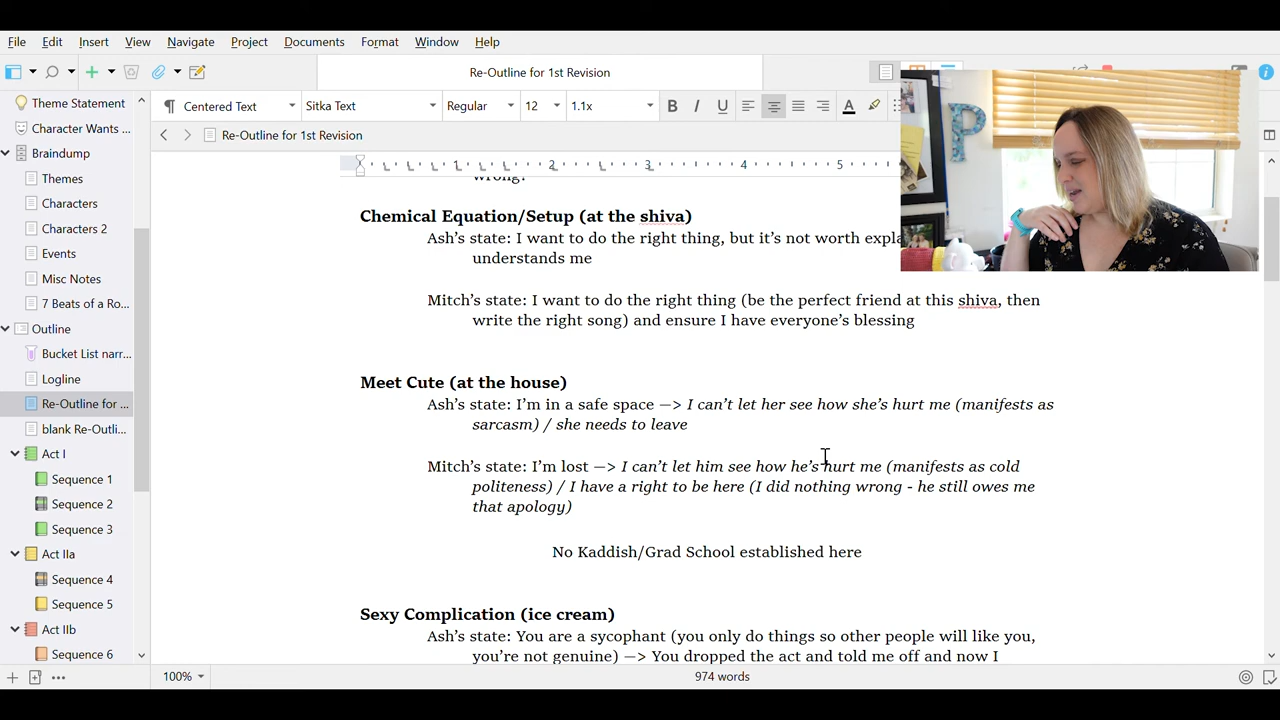 File Edit Insert View Navigate Project Documents Format Window Help
Re-Outline for 1st Revision
Centered Text Sitka Text Regular 12 1.1x B I U A
Re-Outline for 1st Revision
Theme Statement
Character Wants ...
Braindump
Themes
Characters
Characters 2
Events
Misc Notes
7 Beats of a Ro...
Outline
Bucket List narr...
Logline
Re-Outline for ...
blank Re-Outli...
Act I
Sequence 1
Sequence 2
Sequence 3
Act IIa
Sequence 4
Sequence 5
Act IIb
Sequence 6
1 2 3 4 5
wrong?
Chemical Equation/Setup (at the shiva)
Ash's state: I want to do the right thing, but it's not worth
understands me
Mitch's state: I want to do the right thing (be the perfect friend at this shiva, then
write the right song) and ensure I have everyone's blessing
Meet Cute (at the house)
Ash's state: I'm in a safe space —> I can't let her see how she's hurt me (manifests as
sarcasm) / she needs to leave
Mitch's state: I'm lost —> I can't let him see how he's hurt me (manifests as cold
politeness) / I have a right to be here (I did nothing wrong - he still owes me
that apology)
No Kaddish/Grad School established here
Sexy Complication (ice cream)
Ash's state: You are a sycophant (you only do things so other people will like you,
you're not genuine) —> You dropped the act and told me off and now I
P
100% 974 words